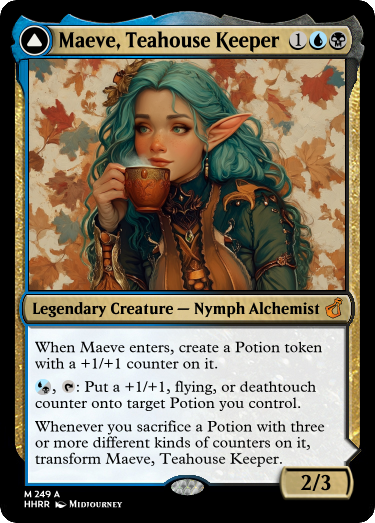 Maeve, Teahouse Keeper 1
Legendary Creature — Nymph Alchemist
When Maeve enters, create a Potion token
with a +1/+1 counter on it.
, : Put a +1/+1, flying, or deathtouch
counter onto target Potion you control.
Whenever you sacrifice a Potion with three
or more different kinds of counters on it,
transform Maeve, Teahouse Keeper.
2/3
M 249 A
HHRR Midjourney